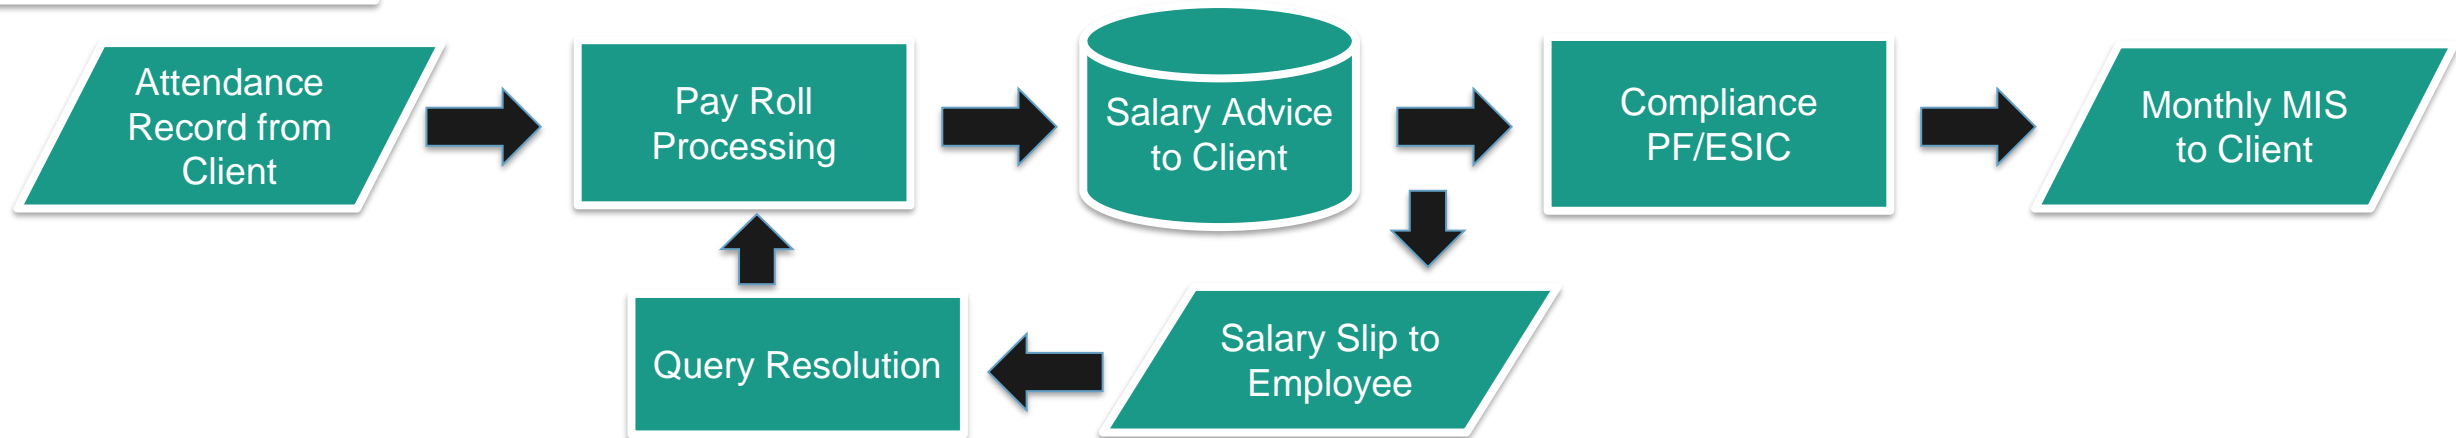 Attendance
Record from
Client
Pay Roll
Processing
Salary Advice
to Client
Compliance
PF/ESIC
Monthly MIS
to Client
Query Resolution
Salary Slip to
Employee